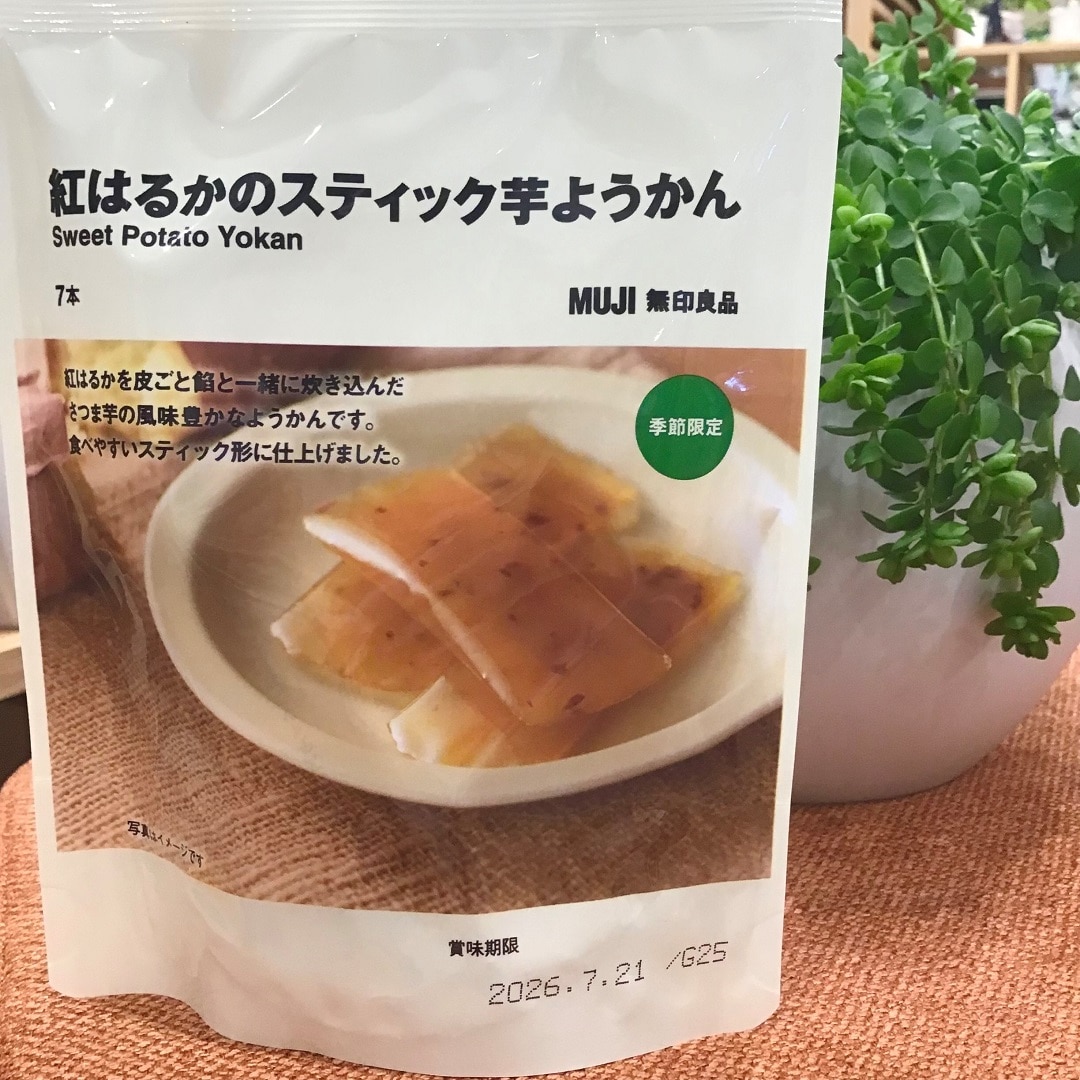 紅はるかのスティック芋ようかん
Sweet Potato Yokan
7本
MUJI 無印良品
紅はるかを皮ごと餡と一緒に炊き込んだ
さつま芋の風味豊かなようかんです。
食べやすいスティック形に仕上げました。
季節限定
写真はイメージです
賞味期限
2026.7.21 /G25